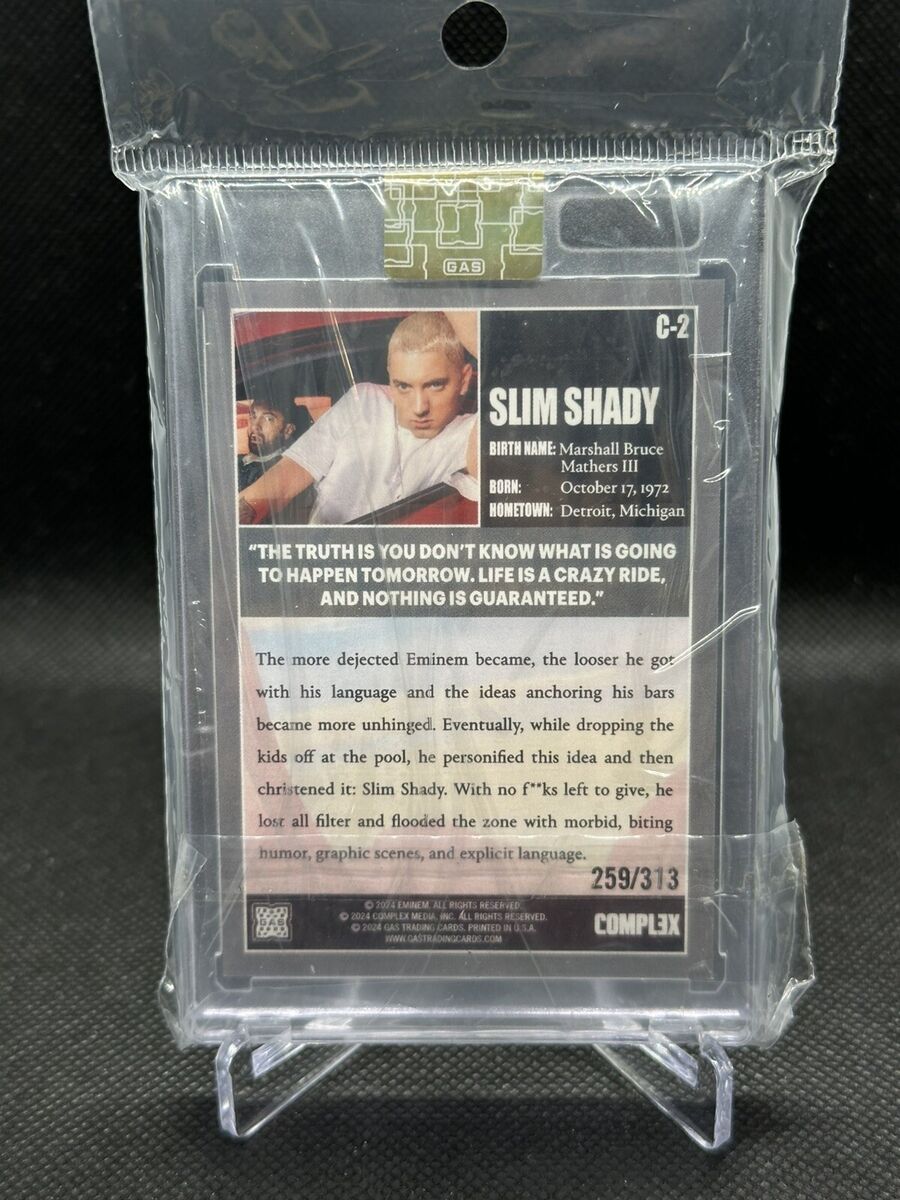 GAS
C-2
SLIM SHADY
BIRTH NAME: Marshall Bruce
Mathers III
BORN: October 17, 1972
HOMETOWN: Detroit, Michigan
“THE TRUTH IS YOU DON’T KNOW WHAT IS GOING
TO HAPPEN TOMORROW. LIFE IS A CRAZY RIDE,
AND NOTHING IS GUARANTEED.”
The more dejected Eminem became, the looser he got
with his language and the ideas anchoring his bars
became more unhinged. Eventually, while dropping the
kids off at the pool, he personified this idea and then
christened it: Slim Shady. With no f**ks left to give, he
lost all filter and flooded the zone with morbid, biting
humor, graphic scenes, and explicit language.
259/313
GAS
© 2024 EMINEM. ALL RIGHTS RESERVED.
© 2024 COMPLEX MEDIA, INC. ALL RIGHTS RESERVED.
© 2024 GAS TRADING CARDS. PRINTED IN U.S.A.
WWW.GASTRADINGCARDS.COM
COMPLEX